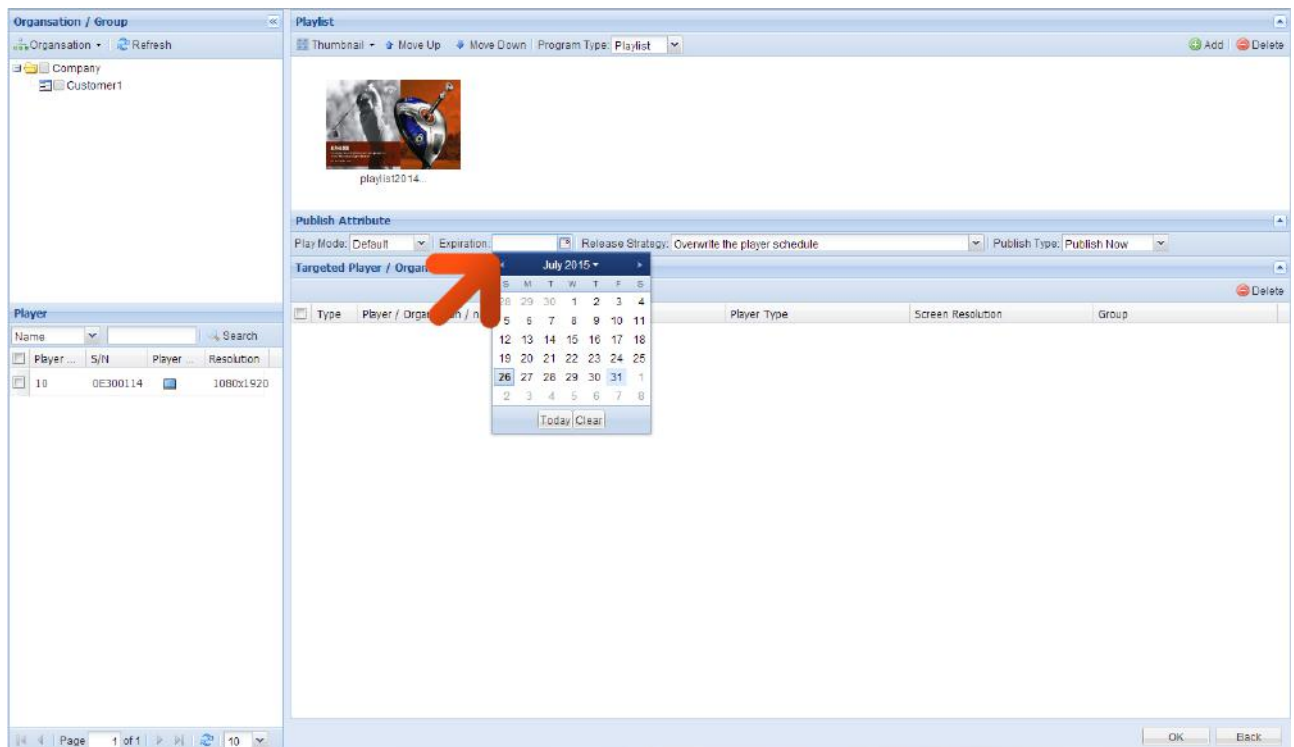 Organsation / Group
Organsation
Refresh
Company
Customer1
Player
Name
Search
Player ... S/N Player ... Resolution
10 0E300114 1080x1920
Page 1 of 1 10
Playlist
Thumbnail Move Up Move Down Program Type: Playlist Add Delete
playlist2014...
Publish Attribute
Play Mode: Default Expiration: Release Strategy: Overwrite the player schedule Publish Type: Publish Now
Targeted Player / Organ
Delete
Type Player / Orga / n Player Type Screen Resolution Group
July 2015
S M T W T F S
28 29 30 1 2 3 4
5 6 7 8 9 10 11
12 13 14 15 16 17 18
19 20 21 22 23 24 25
26 27 28 29 30 31 1
2 3 4 5 6 7 8
Today Clear
OK Back